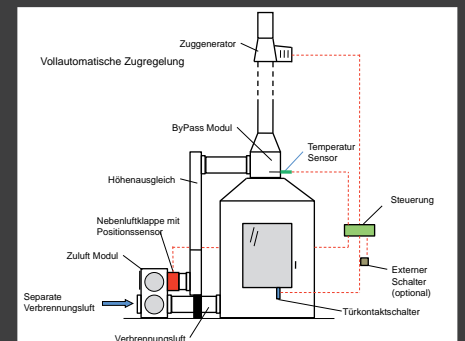 Zuggenerator
Vollautomatische Zugregelung
ByPass Modul
Temperatur
Sensor
Höhenausgleich
Steuerung
Nebenluftklappe mit
Positionssensor
Zuluft Modul
Externer
Schalter
(optional)
Separate
Verbrennungsluft
Türkontaktschalter
Verbrennungsluft